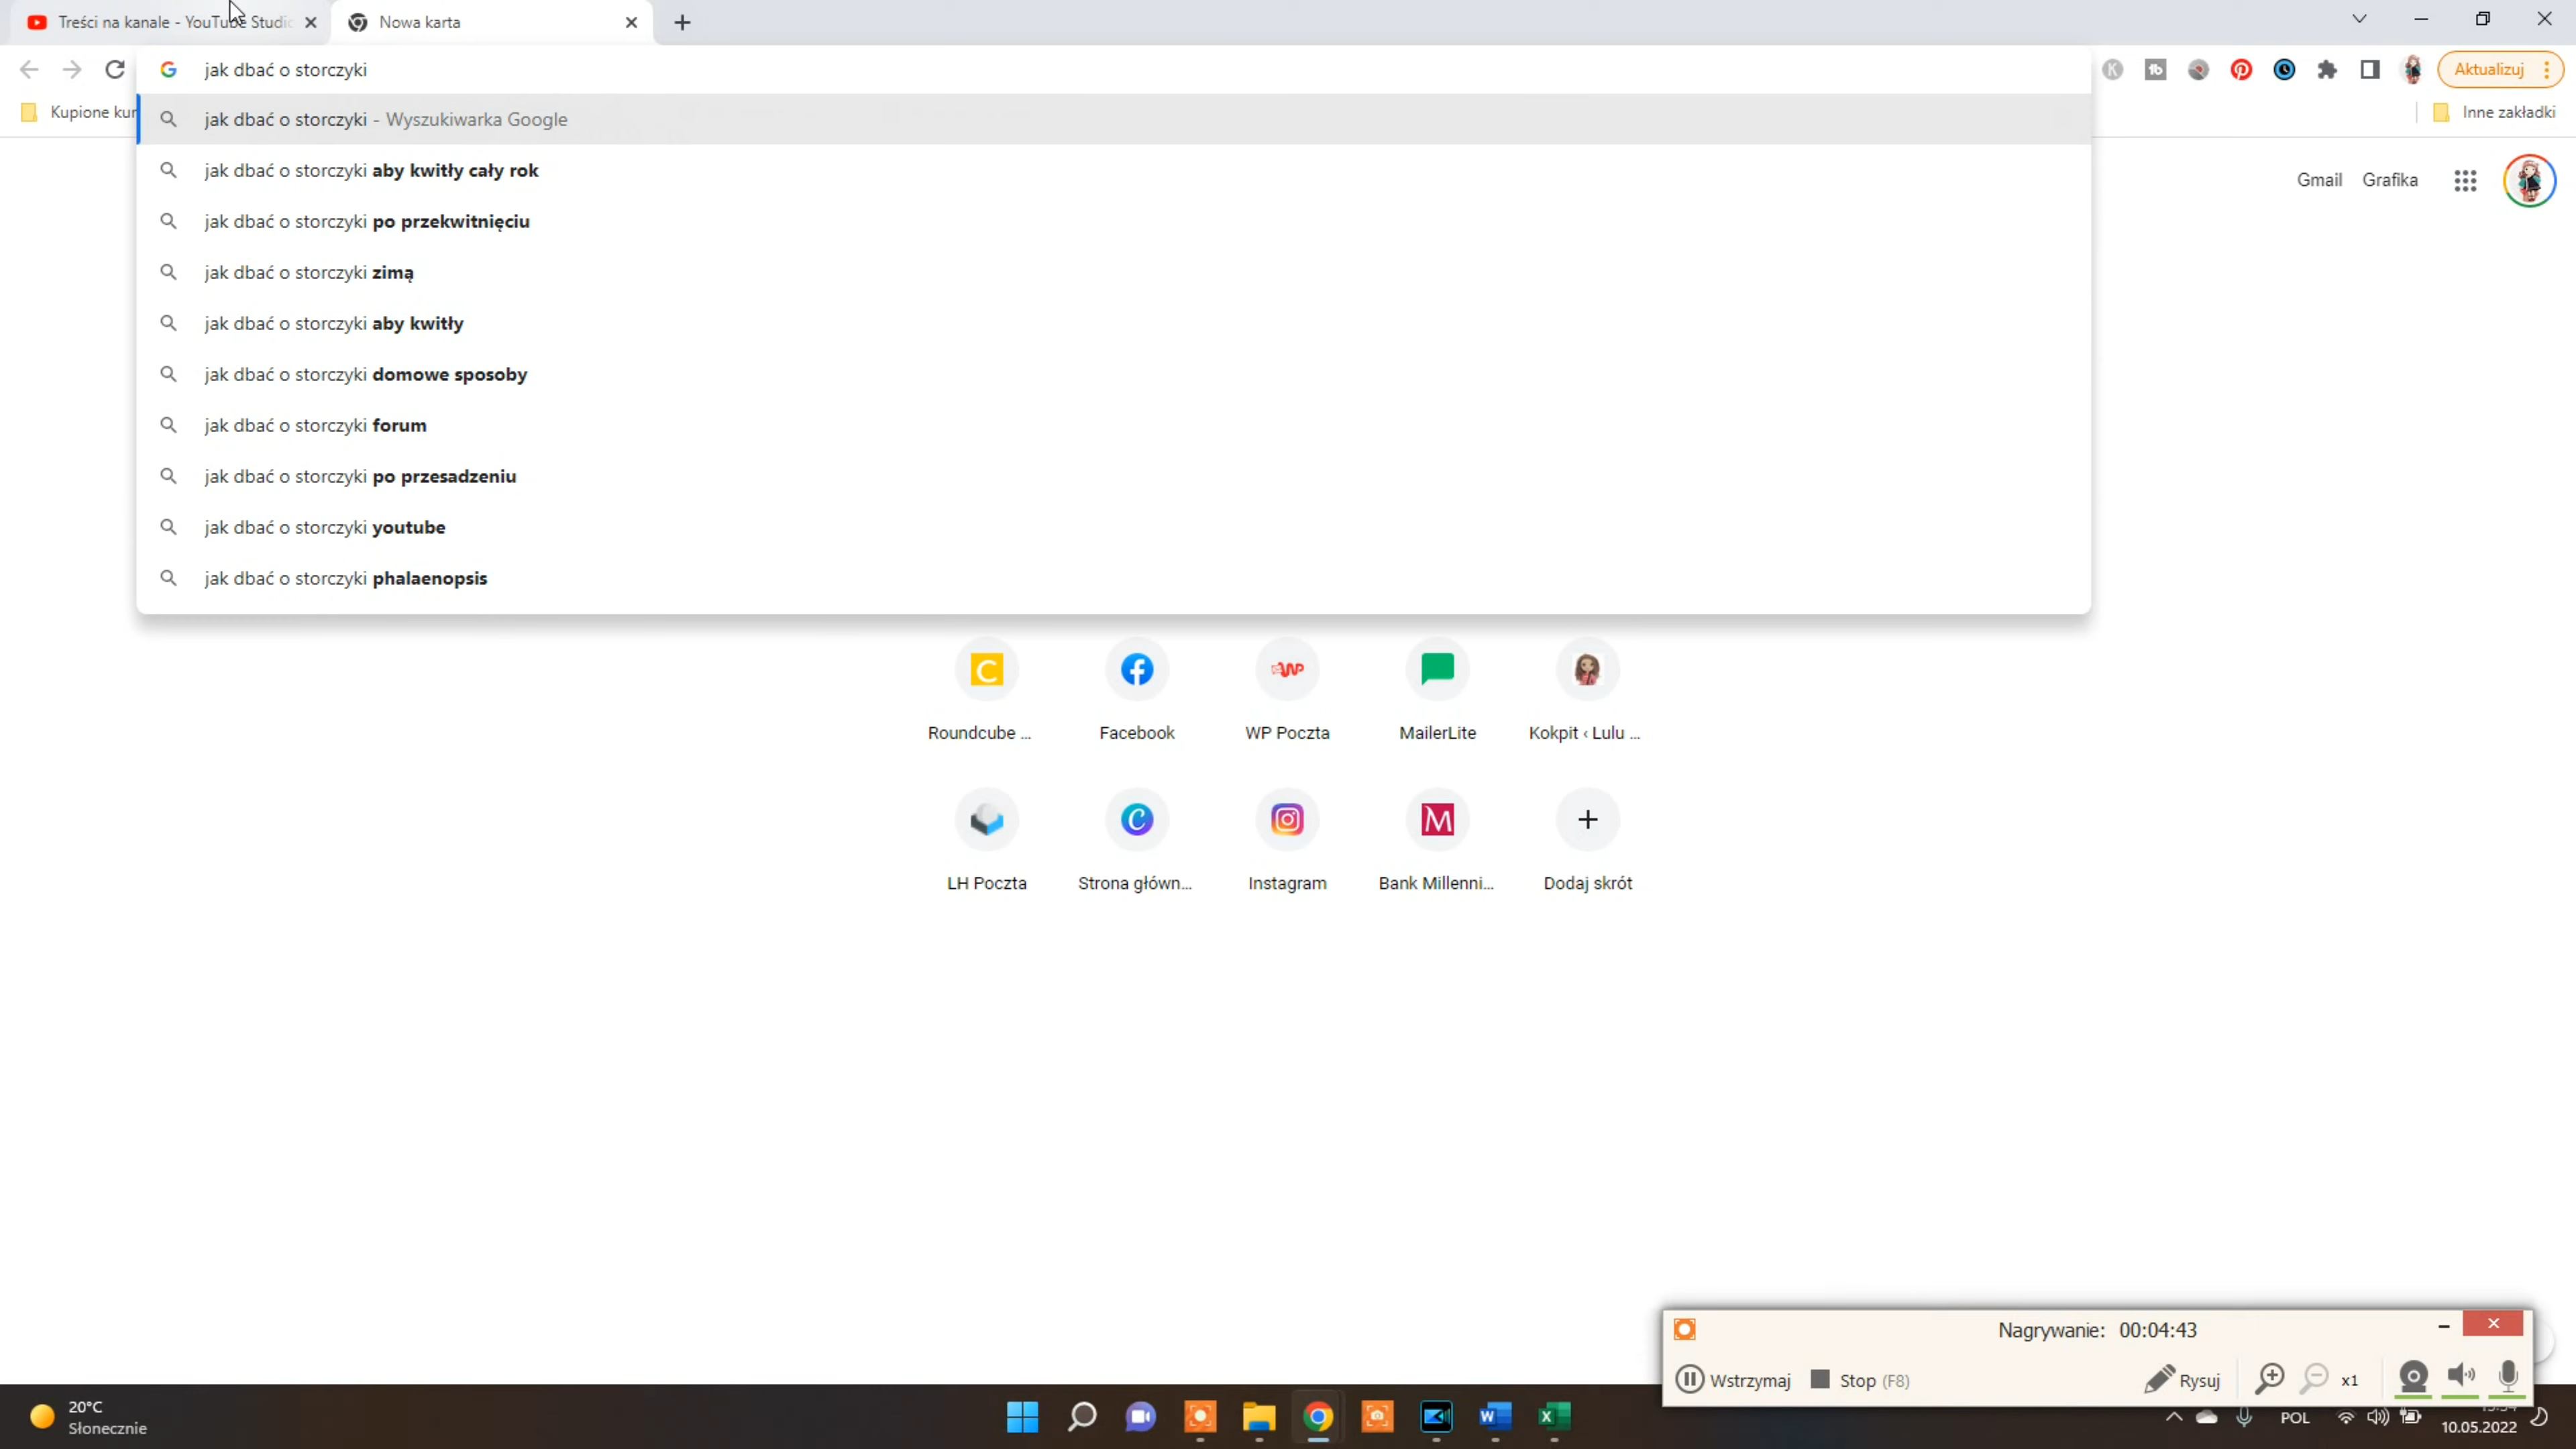 Treści na kanale - YouTube Studio
Nowa karta
jak dbać o storczyki
Aktualizuj
Kupione kur
Inne zakładki
jak dbać o storczyki - Wyszukiwarka Google
jak dbać o storczyki aby kwitły cały rok
jak dbać o storczyki po przekwitnięciu
jak dbać o storczyki zimą
jak dbać o storczyki aby kwitły
jak dbać o storczyki domowe sposoby
jak dbać o storczyki forum
jak dbać o storczyki po przesadzeniu
jak dbać o storczyki youtube
jak dbać o storczyki phalaenopsis
Gmail Grafika
Roundcube ...
Facebook
WP Poczta
MailerLite
Kokpit ‹ Lulu ...
LH Poczta
Strona główn...
Instagram
Bank Millenni...
Dodaj skrót
Nagrywanie: 00:04:43
Wstrzymaj
Stop (F8)
Rysuj
x1
20°C
Słonecznie
POL
10.05.2022